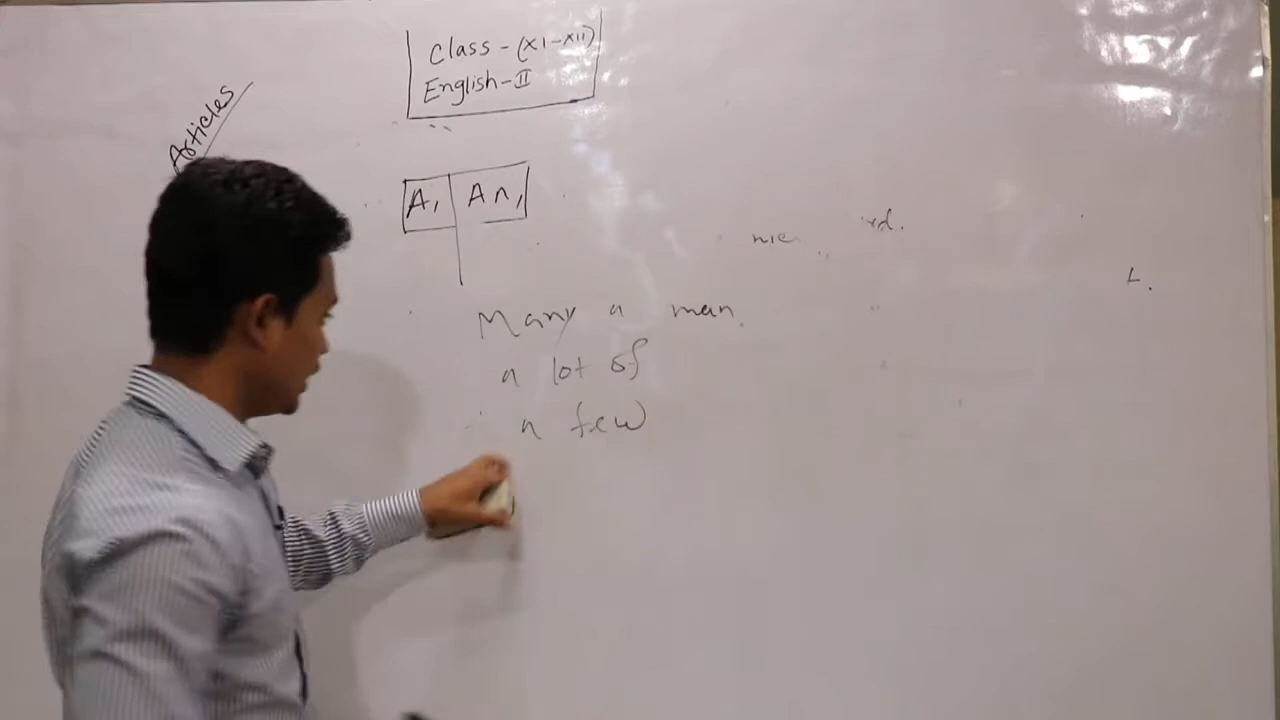 Class - (XI-XII)
English - II
Articles
A, An,
Many a man.
a lot of
a few